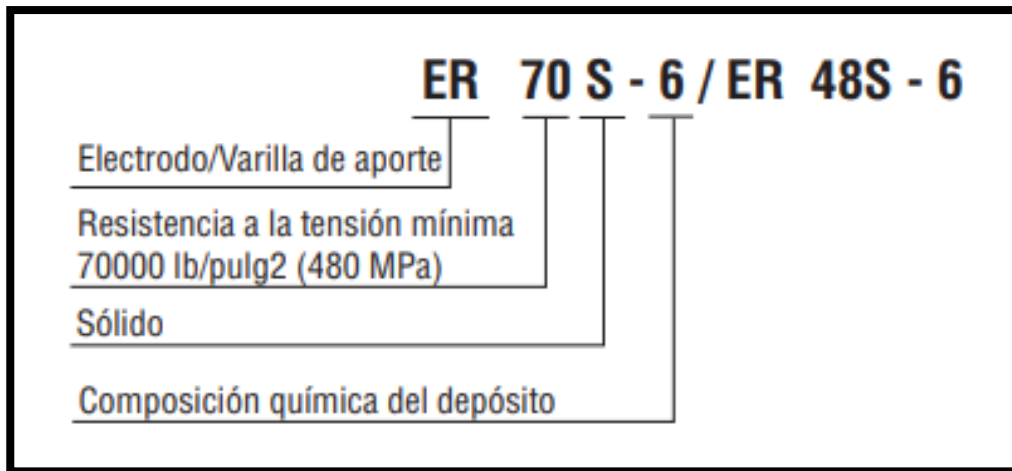 ER 70 S - 6 / ER 48S - 6
Electrodo/Varilla de aporte
Resistencia a la tensión mínima
70000 lb/pulg2 (480 MPa)
Sólido
Composición química del depósito